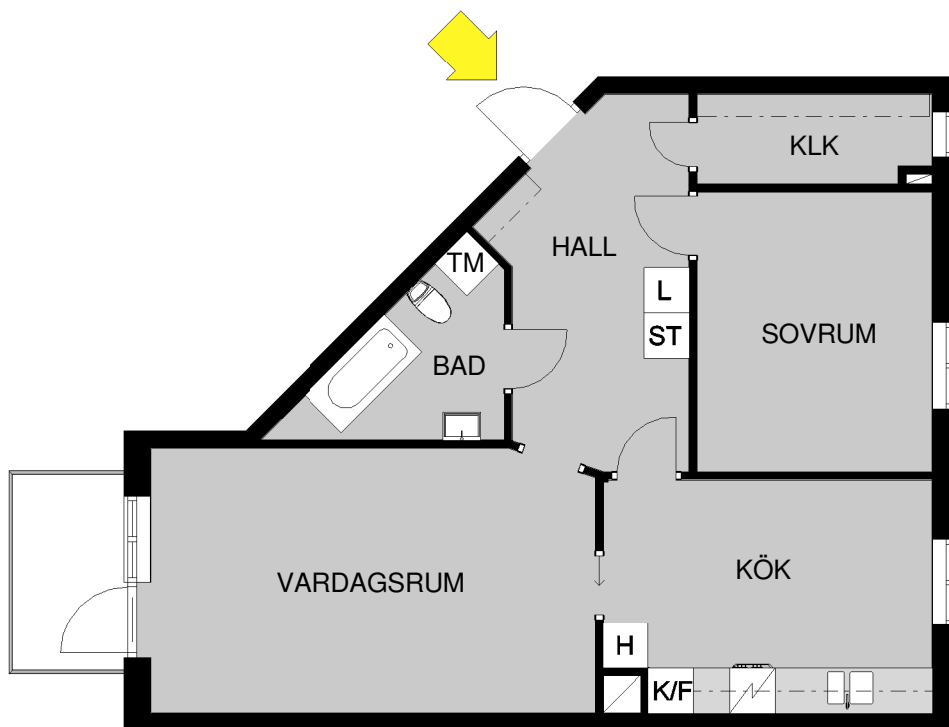 KLK
HALL
TM
L
ST
SOVRUM
BAD
VARDAGSRUM
KÖK
H
K/F